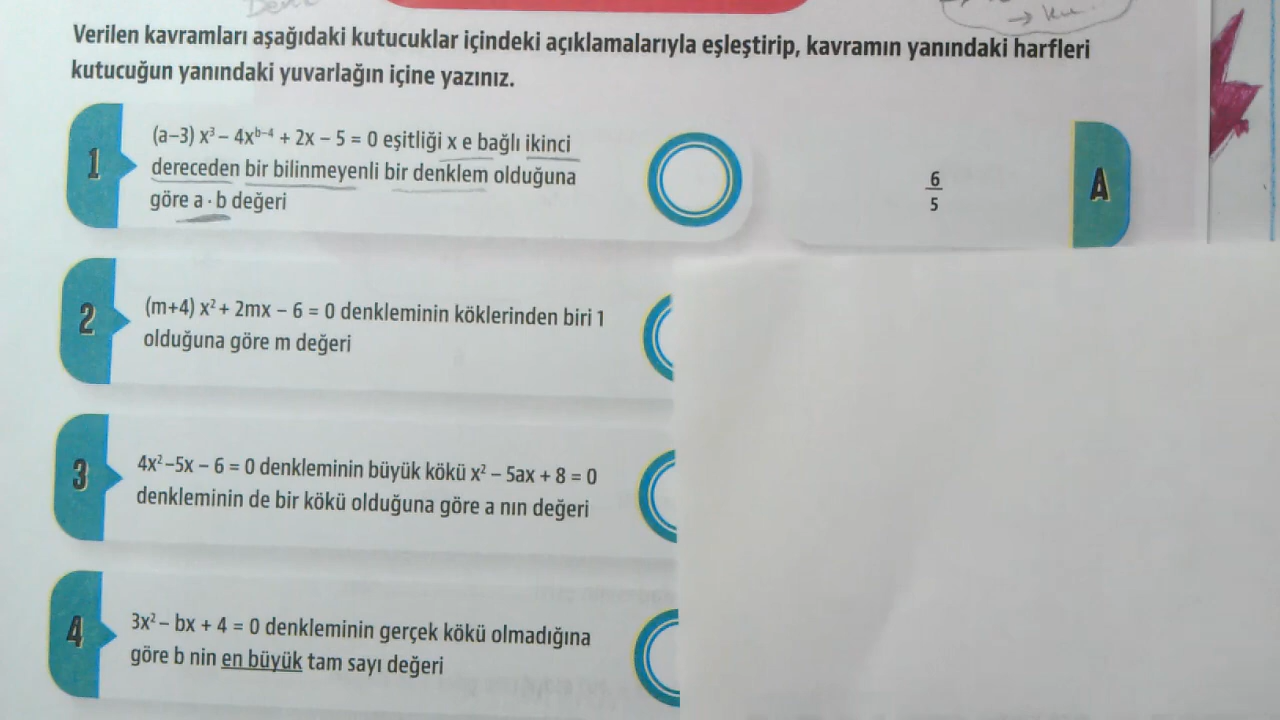 Verilen kavramları aşağıdaki kutucuklar içindeki açıklamalarıyla eşleştirip, kavramın yanındaki harfleri
kutucuğun yanındaki yuvarlağın içine yazınız.
1
(a–3) x³ – 4xᵇ⁻⁴ + 2x – 5 = 0 eşitliği x e bağlı ikinci
dereceden bir bilinmeyenli bir denklem olduğuna
göre a · b değeri
6
5
A
2
(m+4) x² + 2mx – 6 = 0 denkleminin köklerinden biri 1
olduğuna göre m değeri
3
4x² –5x – 6 = 0 denkleminin büyük kökü x² – 5ax + 8 = 0
denkleminin de bir kökü olduğuna göre a nın değeri
4
3x² – bx + 4 = 0 denkleminin gerçek kökü olmadığına
göre b nin en büyük tam sayı değeri